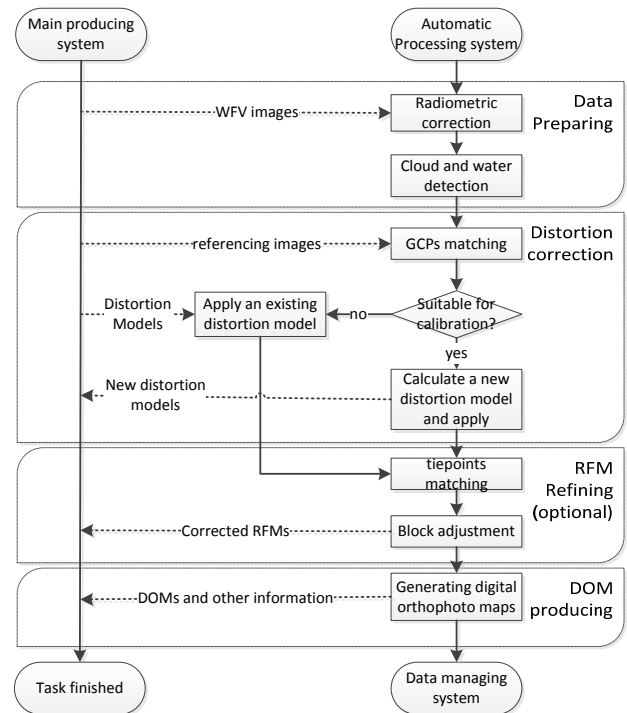 Main producing
system
Automatic
Processing system
WFV images
Radiometric
correction
Data
Preparing
Cloud and water
detection
referencing images
GCPs matching
Distortion
correction
Distortion
Models
Apply an existing
distortion model
no
Suitable for
calibration?
yes
New distortion
models
Calculate a new
distortion model
and apply
tiepoints
matching
RFM
Refining
(optional)
Corrected RFMs
Block adjustment
DOMs and other information
Generating digital
orthophoto maps
DOM
producing
Task finished
Data managing
system